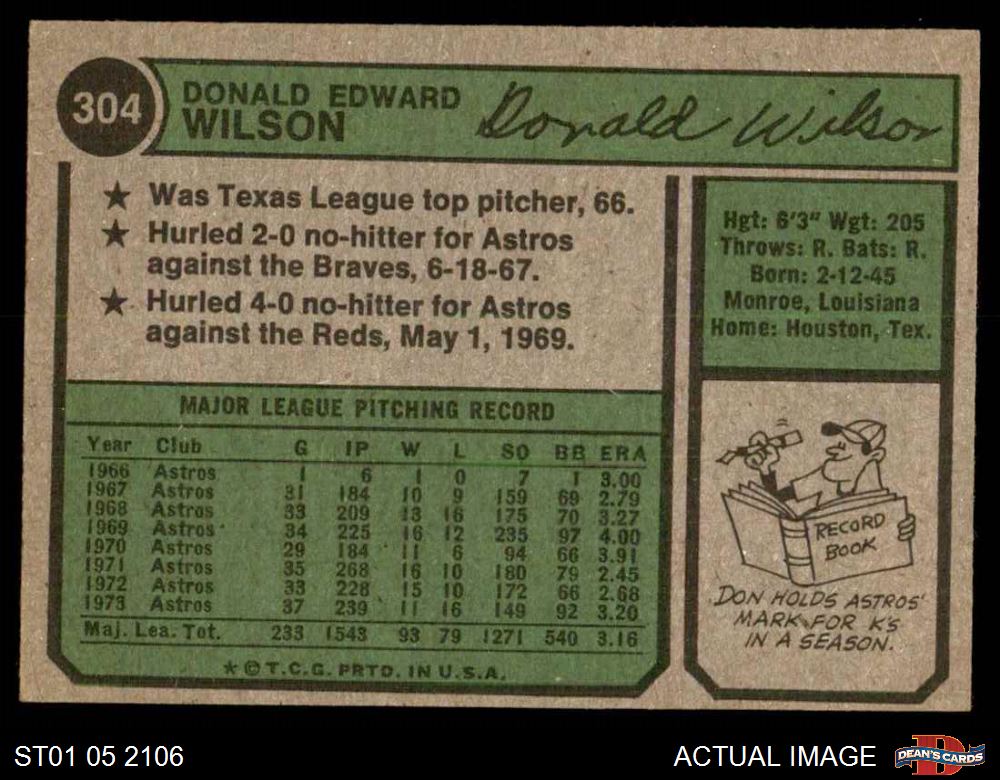 304
DONALD EDWARD
WILSON
Donald Wilson
★ Was Texas League top pitcher, 66.
★ Hurled 2-0 no-hitter for Astros
against the Braves, 6-18-67.
★ Hurled 4-0 no-hitter for Astros
against the Reds, May 1, 1969.
Hgt: 6'3" Wgt: 205
Throws: R. Bats: R.
Born: 2-12-45
Monroe, Louisiana
Home: Houston, Tex.
MAJOR LEAGUE PITCHING RECORD
Year Club G IP W L SO BB ERA
1966 Astros 1 6 1 0 7 1 3.00
1967 Astros 31 184 10 9 159 69 2.79
1968 Astros 33 209 13 16 175 70 3.27
1969 Astros 34 225 16 12 235 97 4.00
1970 Astros 29 184 11 6 94 66 3.91
1971 Astros 35 268 16 10 180 79 2.45
1972 Astros 33 228 15 10 172 66 2.68
1973 Astros 37 239 11 16 149 92 3.20
Maj. Lea. Tot. 233 1543 93 79 1271 540 3.16
★ © T.C.G. PRTD. IN U.S.A.
RECORD
BOOK
DON HOLDS ASTROS'
MARK FOR K'S
IN A SEASON.
ST01 05 2106
ACTUAL IMAGE
D
DEAN'S CARDS